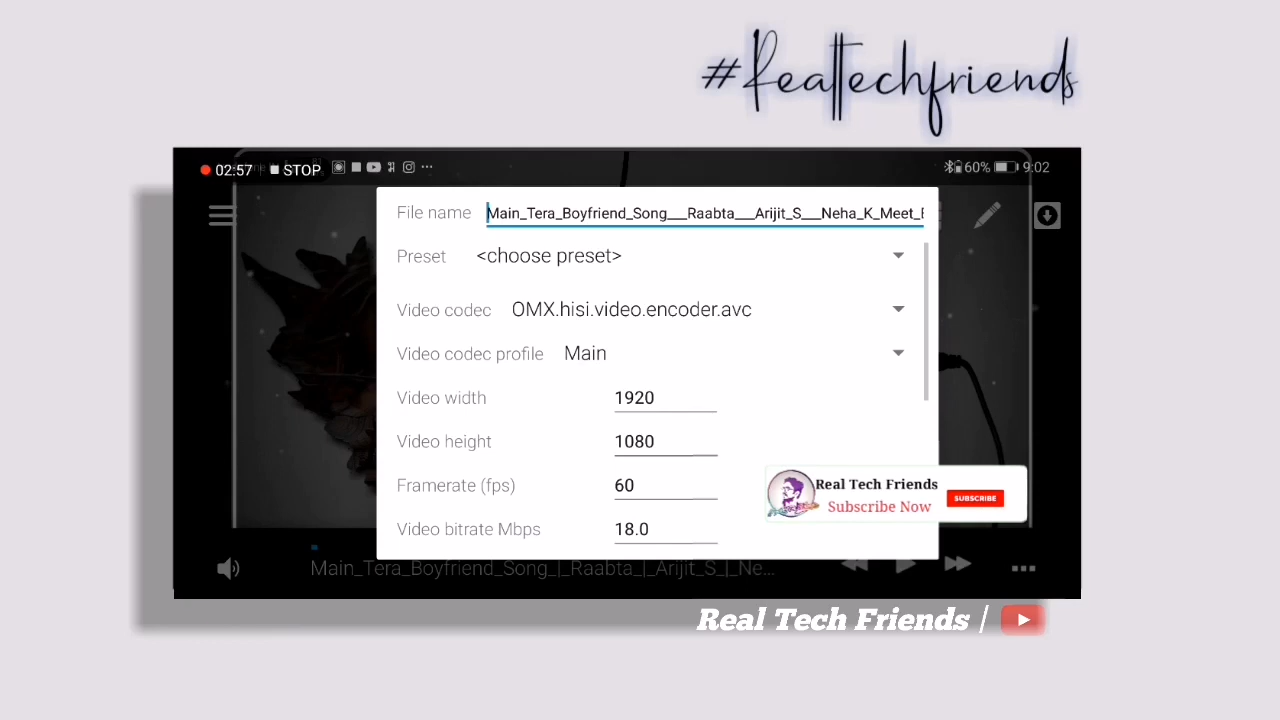 #Realtechfriends
02:57 STOP ... 60% 9:02
File name Main_Tera_Boyfriend_Song___Raabta___Arijit_S___Neha_K_Meet_
Preset <choose preset>
Video codec OMX.hisi.video.encoder.avc
Video codec profile Main
Video width 1920
Video height 1080
Framerate (fps) 60
Video bitrate Mbps 18.0
Real Tech Friends
Subscribe Now
SUBSCRIBE
Main_Tera_Boyfriend_Song_|_Raabta_|_Arijit_S_|_Ne...
Real Tech Friends /